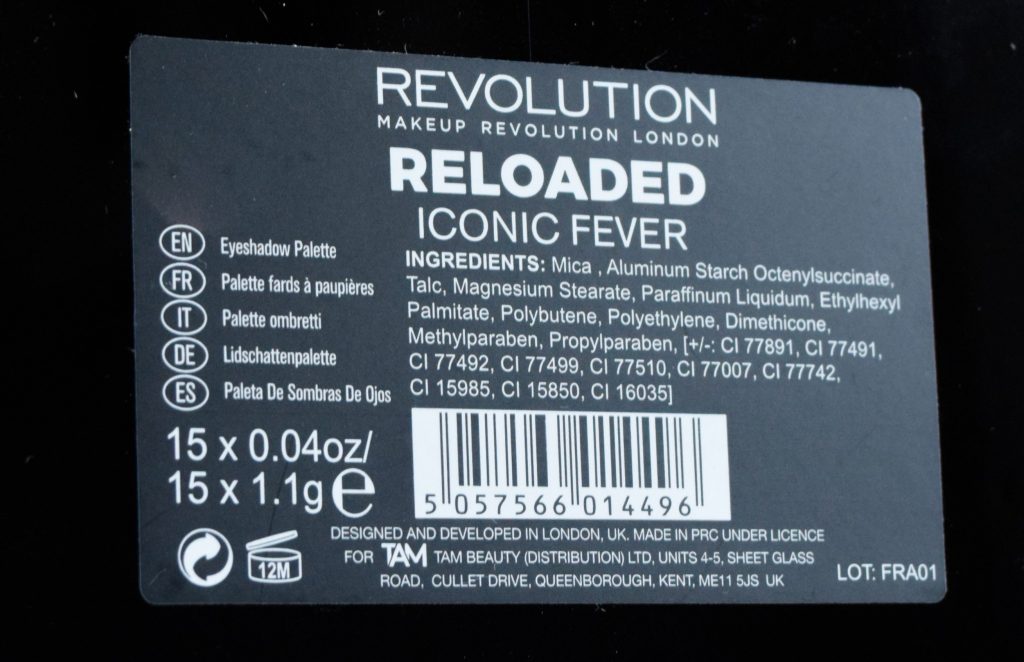 REVOLUTION
MAKEUP REVOLUTION LONDON
RELOADED
ICONIC FEVER
EN Eyeshadow Palette
FR Palette fards à paupières
IT Palette ombretti
DE Lidschattenpalette
ES Paleta De Sombras De Ojos
INGREDIENTS: Mica , Aluminum Starch Octenylsuccinate,
Talc, Magnesium Stearate, Paraffinum Liquidum, Ethylhexyl
Palmitate, Polybutene, Polyethylene, Dimethicone,
Methylparaben, Propylparaben, [+/-: CI 77891, CI 77491,
CI 77492, CI 77499, CI 77510, CI 77007, CI 77742,
CI 15985, CI 15850, CI 16035]
15 x 0.04oz/
15 x 1.1g e
5 057566 014496
12M
DESIGNED AND DEVELOPED IN LONDON, UK. MADE IN PRC UNDER LICENCE
FOR TAM TAM BEAUTY (DISTRIBUTION) LTD, UNITS 4-5, SHEET GLASS
ROAD, CULLET DRIVE, QUEENBOROUGH, KENT, ME11 5JS UK
LOT: FRA01